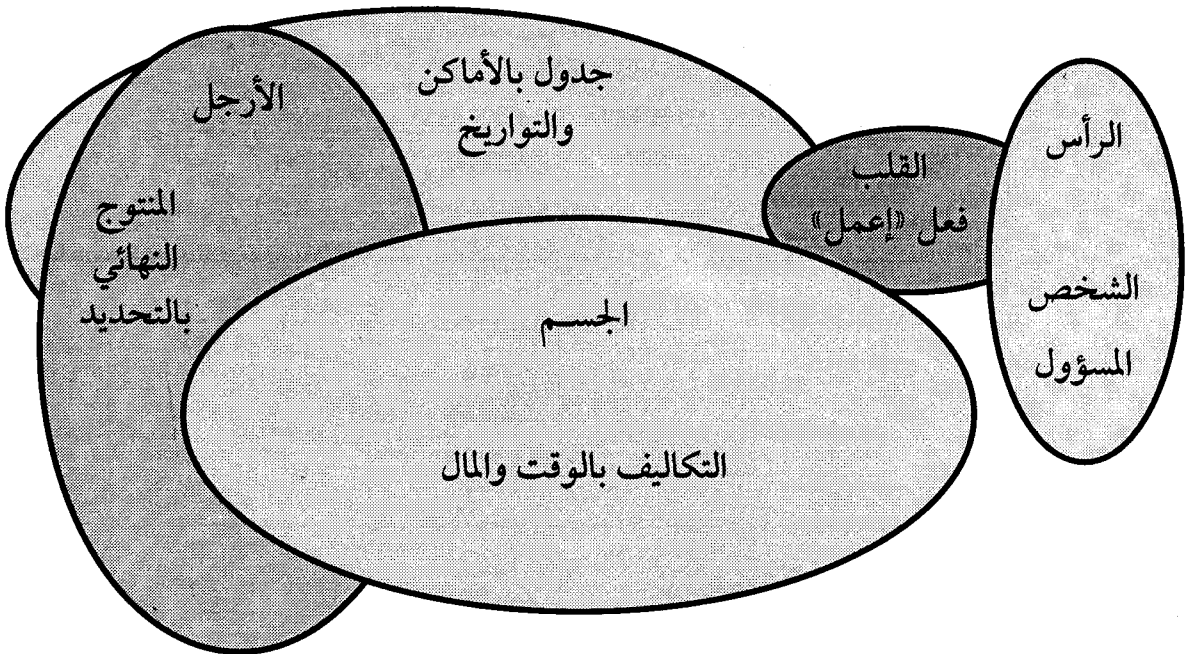 الرأس
الشخص
المسؤول
القلب
فعل «إعمل»
جدول بالأماكن
والتواريخ
الأرجل
المنتوج
النهائي
بالتحديد
الجسم
التكاليف بالوقت والمال